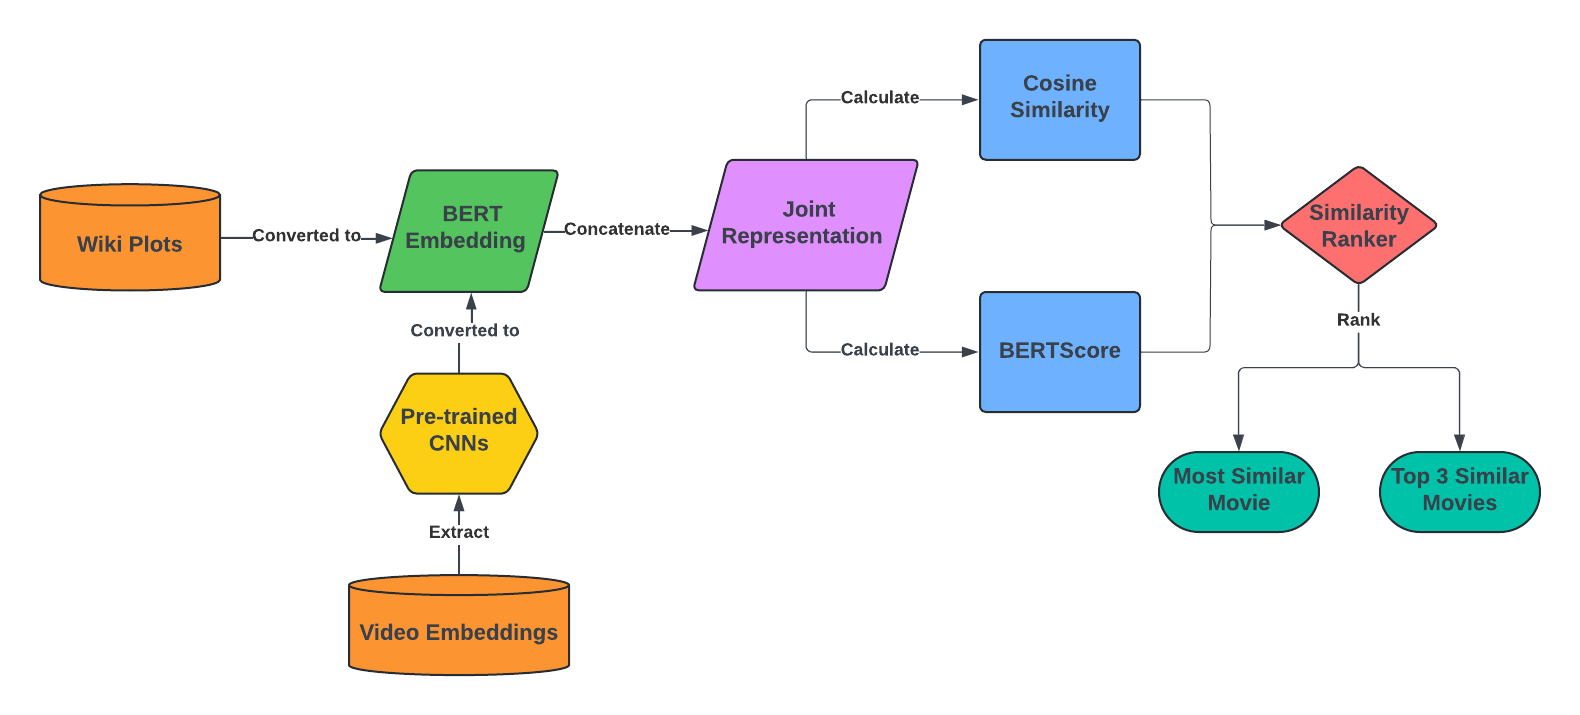 Wiki Plots
Converted to
BERT
Embedding
Concatenate
Joint
Representation
Calculate
Cosine
Similarity
Calculate
BERTScore
Similarity
Ranker
Rank
Most Similar
Movie
Top 3 Similar
Movies
Converted to
Pre-trained
CNNs
Extract
Video Embeddings